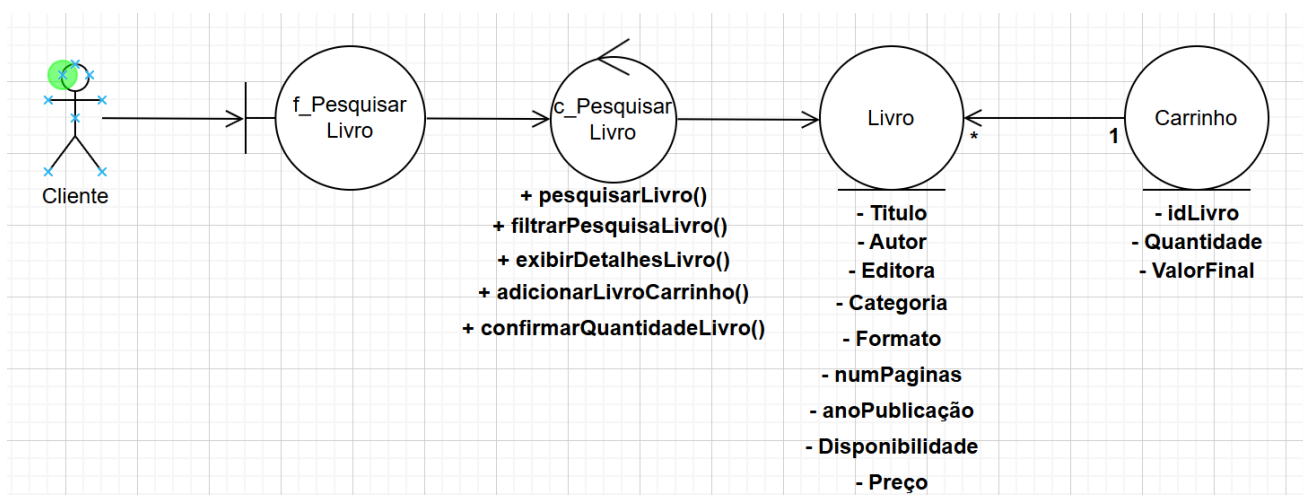 Cliente
f_Pesquisar
Livro
c_Pesquisar
Livro
+ pesquisarLivro()
+ filtrarPesquisaLivro()
+ exibirDetalhesLivro()
+ adicionarLivroCarrinho()
+ confirmarQuantidadeLivro()
Livro
- Titulo
- Autor
- Editora
- Categoria
- Formato
- numPaginas
- anoPublicação
- Disponibilidade
- Preço
*
1
Carrinho
- idLivro
- Quantidade
- ValorFinal